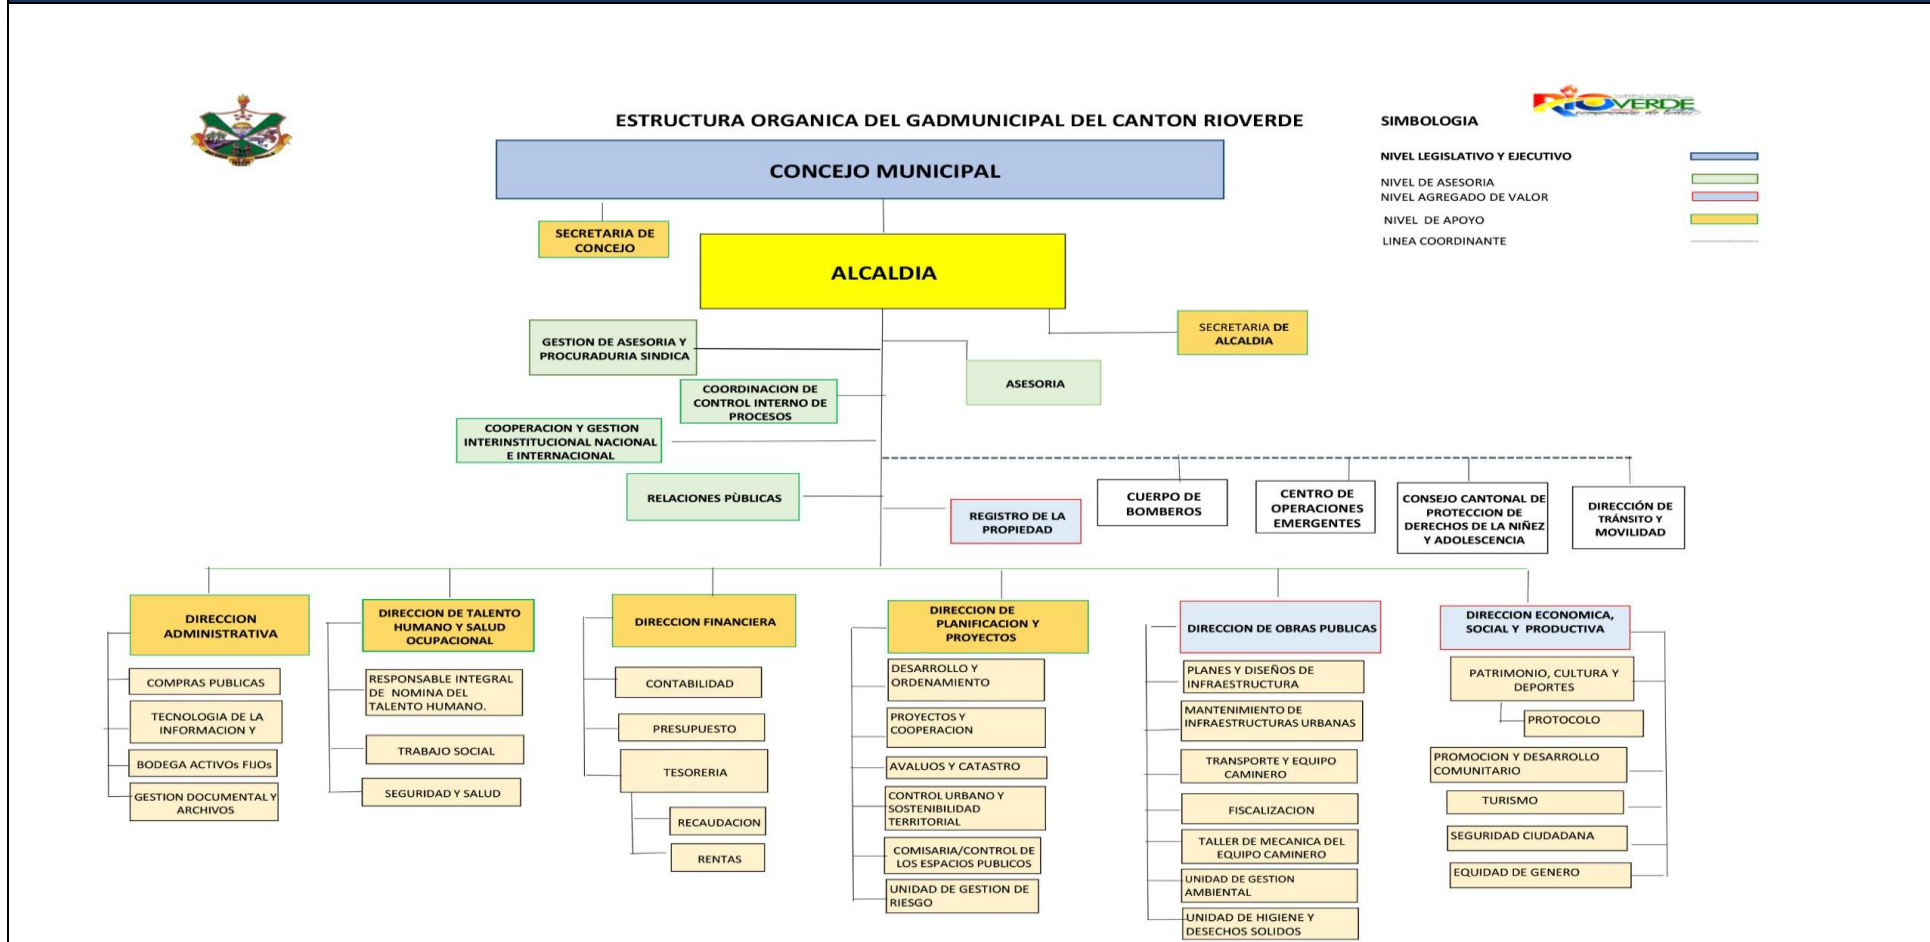 ESTRUCTURA ORGANICA DEL GADMUNICIPAL DEL CANTON RIOVERDE
RIOVERDE
SIMBOLOGIA
NIVEL LEGISLATIVO Y EJECUTIVO
NIVEL DE ASESORIA
NIVEL AGREGADO DE VALOR
NIVEL DE APOYO
LINEA COORDINANTE
CONCEJO MUNICIPAL
SECRETARIA DE
CONCEJO
ALCALDIA
SECRETARIA DE
ALCALDIA
GESTION DE ASESORIA Y
PROCURADURIA SINDICA
ASESORIA
COORDINACION DE
CONTROL INTERNO DE
PROCESOS
COOPERACION Y GESTION
INTERINSTITUCIONAL NACIONAL
E INTERNACIONAL
RELACIONES PÙBLICAS
REGISTRO DE LA
PROPIEDAD
CUERPO DE
BOMBEROS
CENTRO DE
OPERACIONES
EMERGENTES
CONSEJO CANTONAL DE
PROTECCION DE
DERECHOS DE LA NIÑEZ
Y ADOLESCENCIA
DIRECCIÓN DE
TRÁNSITO Y
MOVILIDAD
DIRECCION
ADMINISTRATIVA
COMPRAS PUBLICAS
TECNOLOGIA DE LA
INFORMACION Y
BODEGA ACTIVOs FIJOs
GESTION DOCUMENTAL Y
ARCHIVOS
DIRECCION DE TALENTO
HUMANO Y SALUD
OCUPACIONAL
RESPONSABLE INTEGRAL
DE NOMINA DEL
TALENTO HUMANO.
TRABAJO SOCIAL
SEGURIDAD Y SALUD
DIRECCION FINANCIERA
CONTABILIDAD
PRESUPUESTO
TESORERIA
RECAUDACION
RENTAS
DIRECCION DE
PLANIFICACION Y
PROYECTOS
DESARROLLO Y
ORDENAMIENTO
PROYECTOS Y
COOPERACION
AVALUOS Y CATASTRO
CONTROL URBANO Y
SOSTENIBILIDAD
TERRITORIAL
COMISARIA/CONTROL DE
LOS ESPACIOS PUBLICOS
UNIDAD DE GESTION DE
RIESGO
DIRECCION DE OBRAS PUBLICAS
PLANES Y DISEÑOS DE
INFRAESTRUCTURA
MANTENIMIENTO DE
INFRAESTRUCTURAS URBANAS
TRANSPORTE Y EQUIPO
CAMINERO
FISCALIZACION
TALLER DE MECANICA DEL
EQUIPO CAMINERO
UNIDAD DE GESTION
AMBIENTAL
UNIDAD DE HIGIENE Y
DESECHOS SOLIDOS
DIRECCION ECONOMICA,
SOCIAL Y PRODUCTIVA
PATRIMONIO, CULTURA Y
DEPORTES
PROTOCOLO
PROMOCION Y DESARROLLO
COMUNITARIO
TURISMO
SEGURIDAD CIUDADANA
EQUIDAD DE GENERO